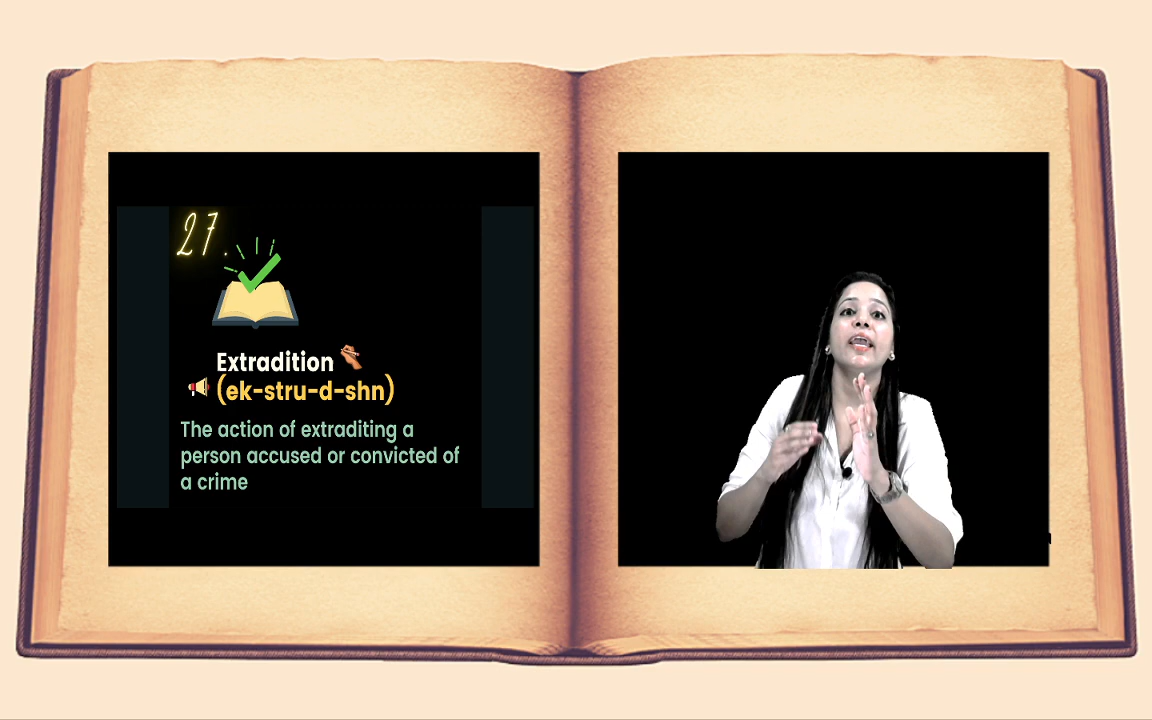 27.
Extradition
(ek-stru-d-shn)
The action of extraditing a
person accused or convicted of
a crime